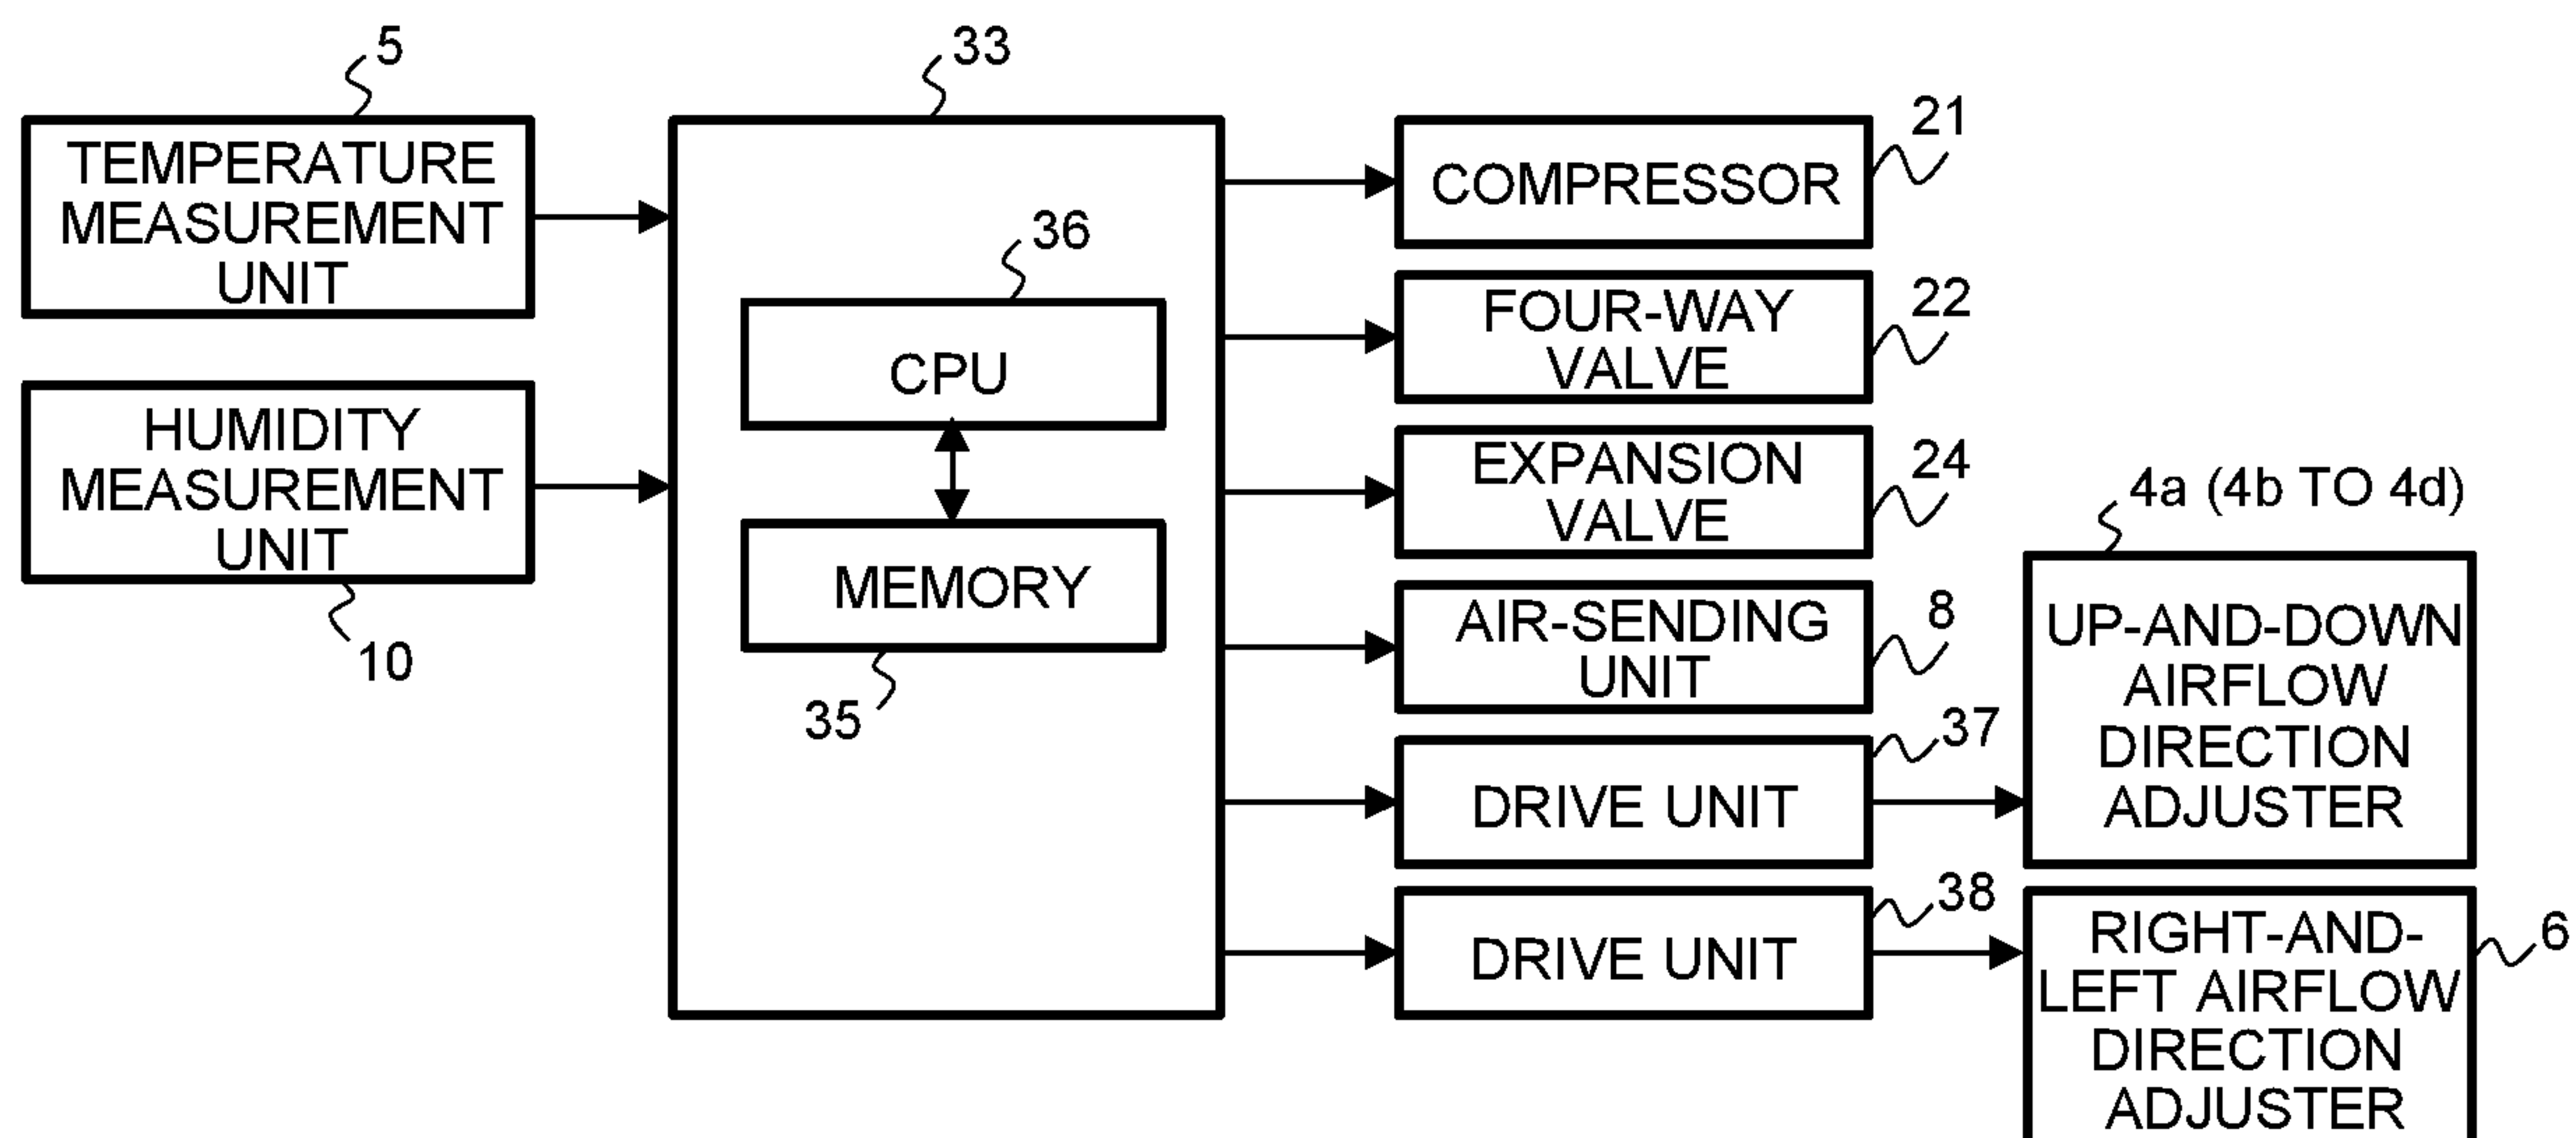 5
33
TEMPERATURE
MEASUREMENT
UNIT
HUMIDITY
MEASUREMENT
UNIT
10
36
CPU
MEMORY
35
COMPRESSOR
21
FOUR-WAY
VALVE
22
EXPANSION
VALVE
24
AIR-SENDING
UNIT
8
DRIVE UNIT
37
DRIVE UNIT
38
4a (4b TO 4d)
UP-AND-DOWN
AIRFLOW
DIRECTION
ADJUSTER
RIGHT-AND-
LEFT AIRFLOW
DIRECTION
ADJUSTER
6